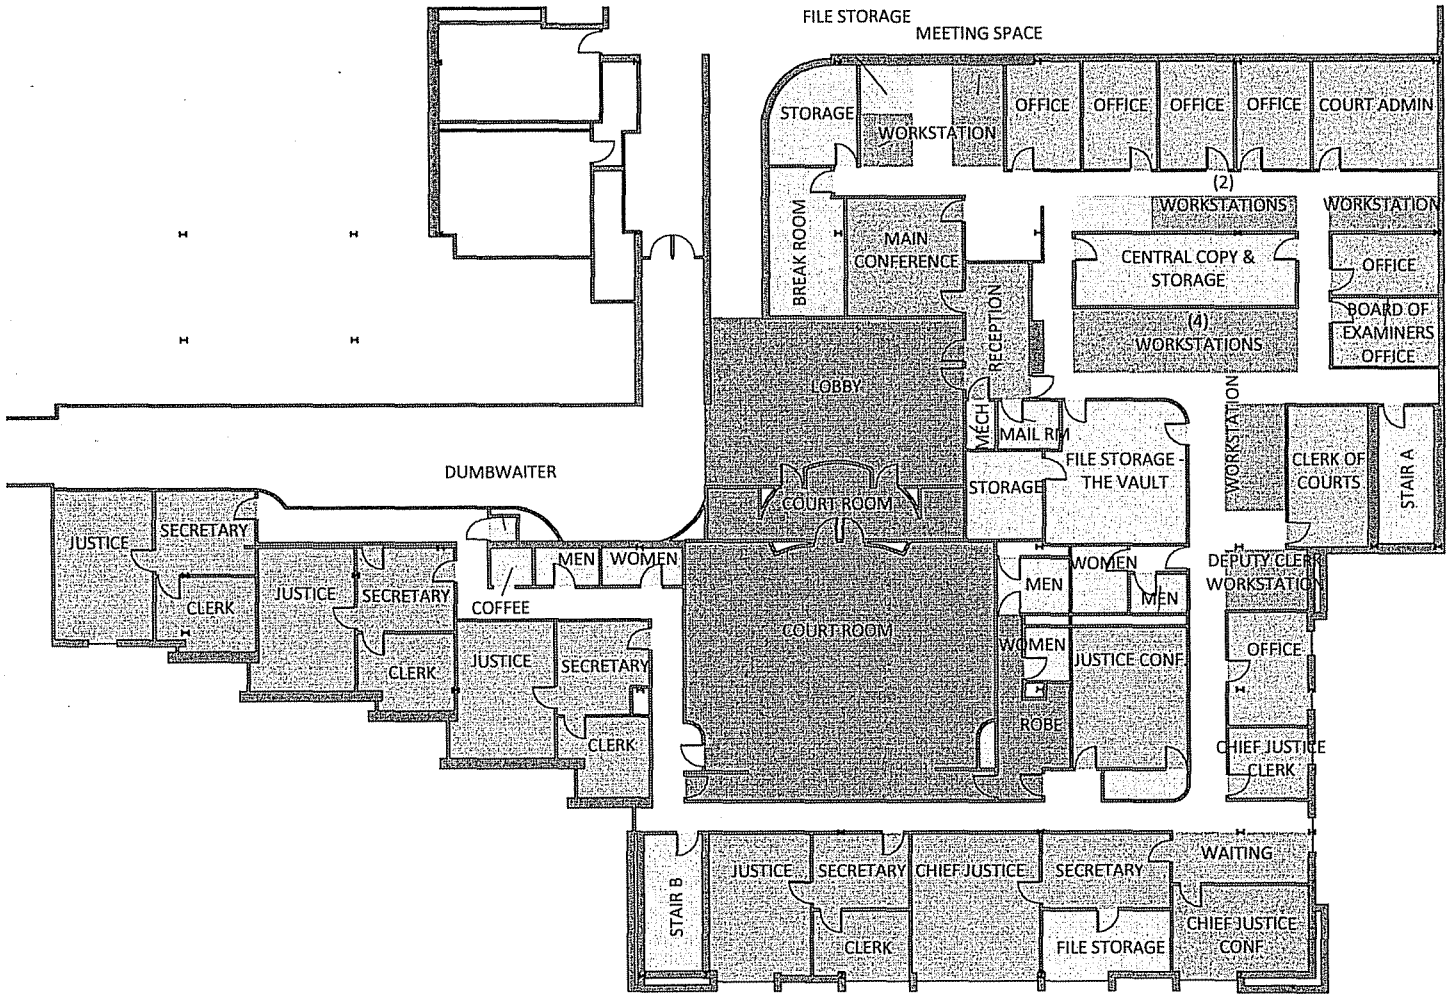 FILE STORAGE
MEETING SPACE
STORAGE
WORKSTATION
OFFICE
OFFICE
OFFICE
OFFICE
COURT ADMIN
(2)
WORKSTATIONS
WORKSTATION
BREAK ROOM
MAIN
CONFERENCE
CENTRAL COPY &
STORAGE
OFFICE
RECEPTION
(4)
WORKSTATIONS
BOARD OF
EXAMINERS
OFFICE
LOBBY
MECH
MAIL RM
WORKSTATION
FILE STORAGE -
THE VAULT
CLERK OF
COURTS
STAIR A
STORAGE
DUMBWAITER
COURT ROOM
JUSTICE
SECRETARY
CLERK
JUSTICE
SECRETARY
CLERK
COFFEE
MEN
WOMEN
MEN
WOMEN
MEN
DEPUTY CLERK
WORKSTATION
COURT ROOM
WOMEN
JUSTICE CONF.
OFFICE
JUSTICE
SECRETARY
CLERK
ROBE
CHIEF JUSTICE
CLERK
STAIR B
JUSTICE
SECRETARY
CLERK
CHIEF JUSTICE
SECRETARY
FILE STORAGE
WAITING
CHIEF JUSTICE
CONF.